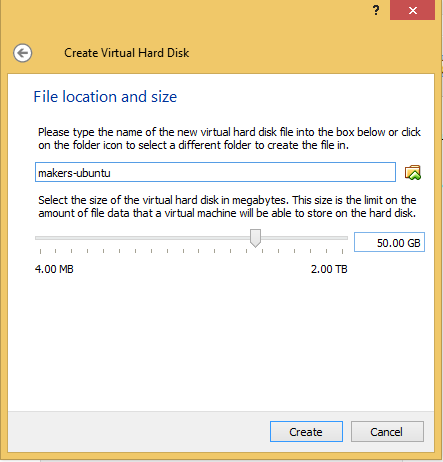 ?
Create Virtual Hard Disk
File location and size
Please type the name of the new virtual hard disk file into the box below or click
on the folder icon to select a different folder to create the file in.
makers-ubuntu
Select the size of the virtual hard disk in megabytes. This size is the limit on the
amount of file data that a virtual machine will be able to store on the hard disk.
50.00 GB
4.00 MB 2.00 TB
Create Cancel